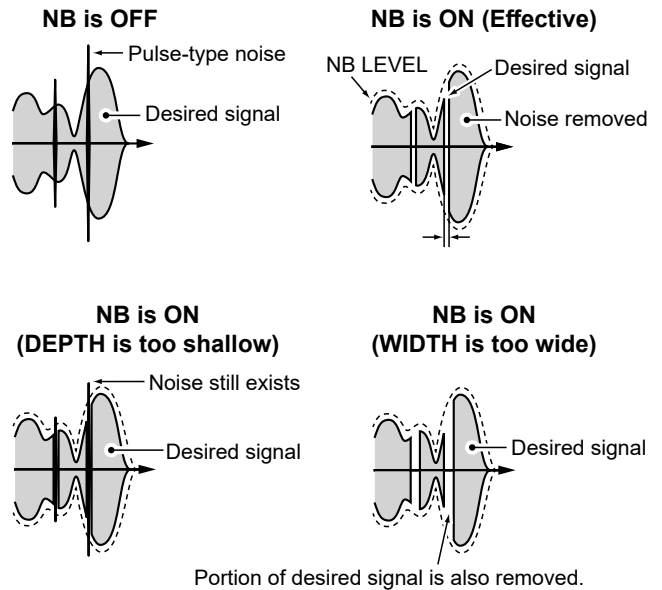 NB is OFF
Pulse-type noise
Desired signal
NB is ON (Effective)
NB LEVEL
Desired signal
Noise removed
NB is ON
(DEPTH is too shallow)
Noise still exists
Desired signal
NB is ON
(WIDTH is too wide)
Desired signal
Portion of desired signal is also removed.